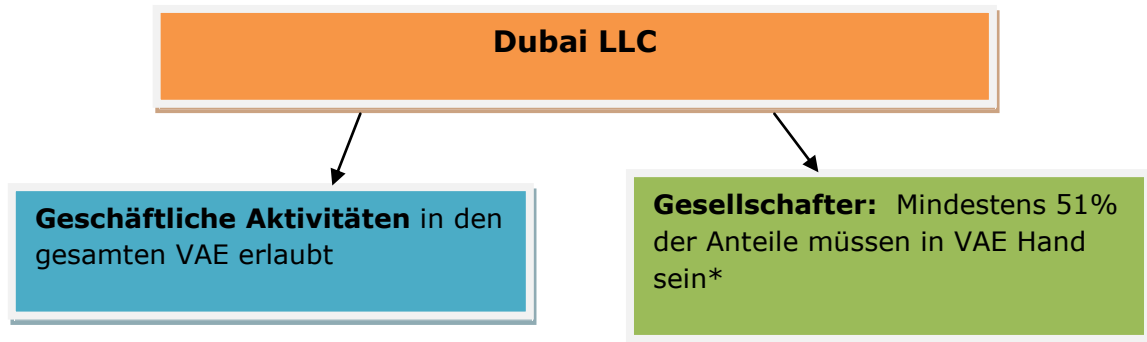 Dubai LLC
Geschäftliche Aktivitäten in den
gesamten VAE erlaubt
Gesellschafter: Mindestens 51%
der Anteile müssen in VAE Hand
sein*